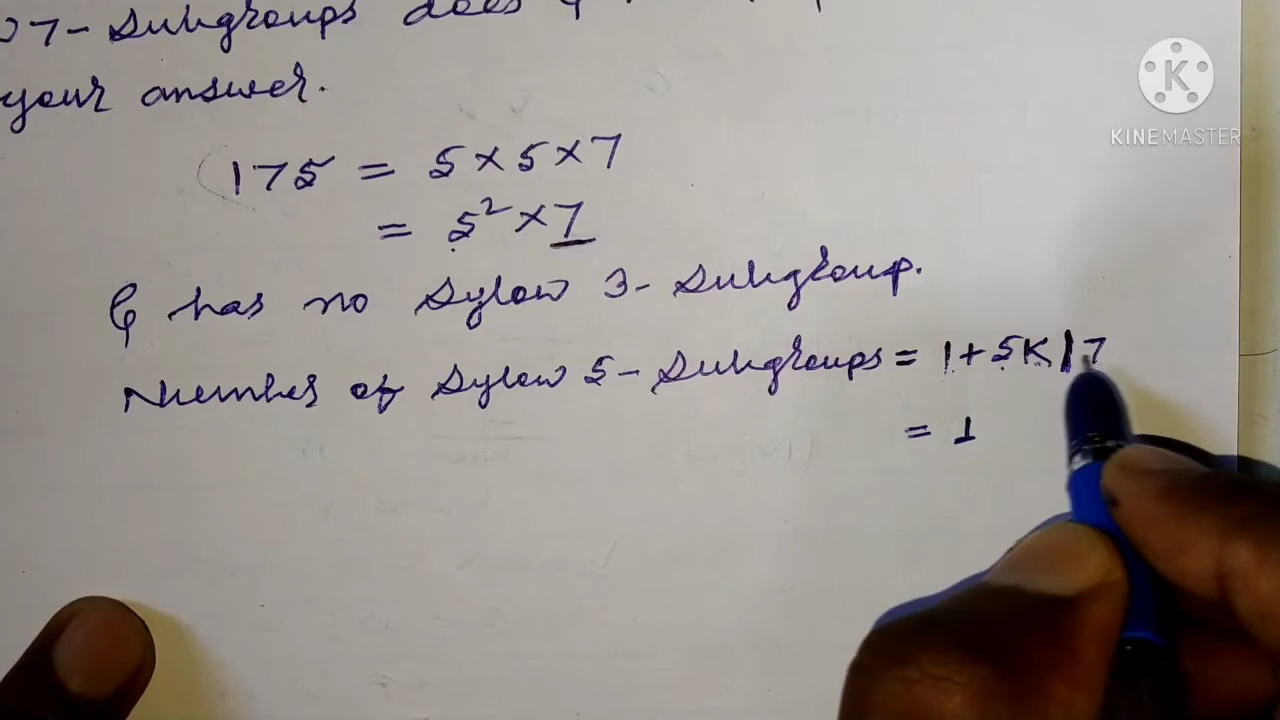 7-Subgroups does G
your answer.
175 = 5×5×7
= 5²×7
G has no Sylow 3-Subgroup.
Number of Sylow 5-Subgroups = 1+5K|7
= 1
K
KINEMASTER